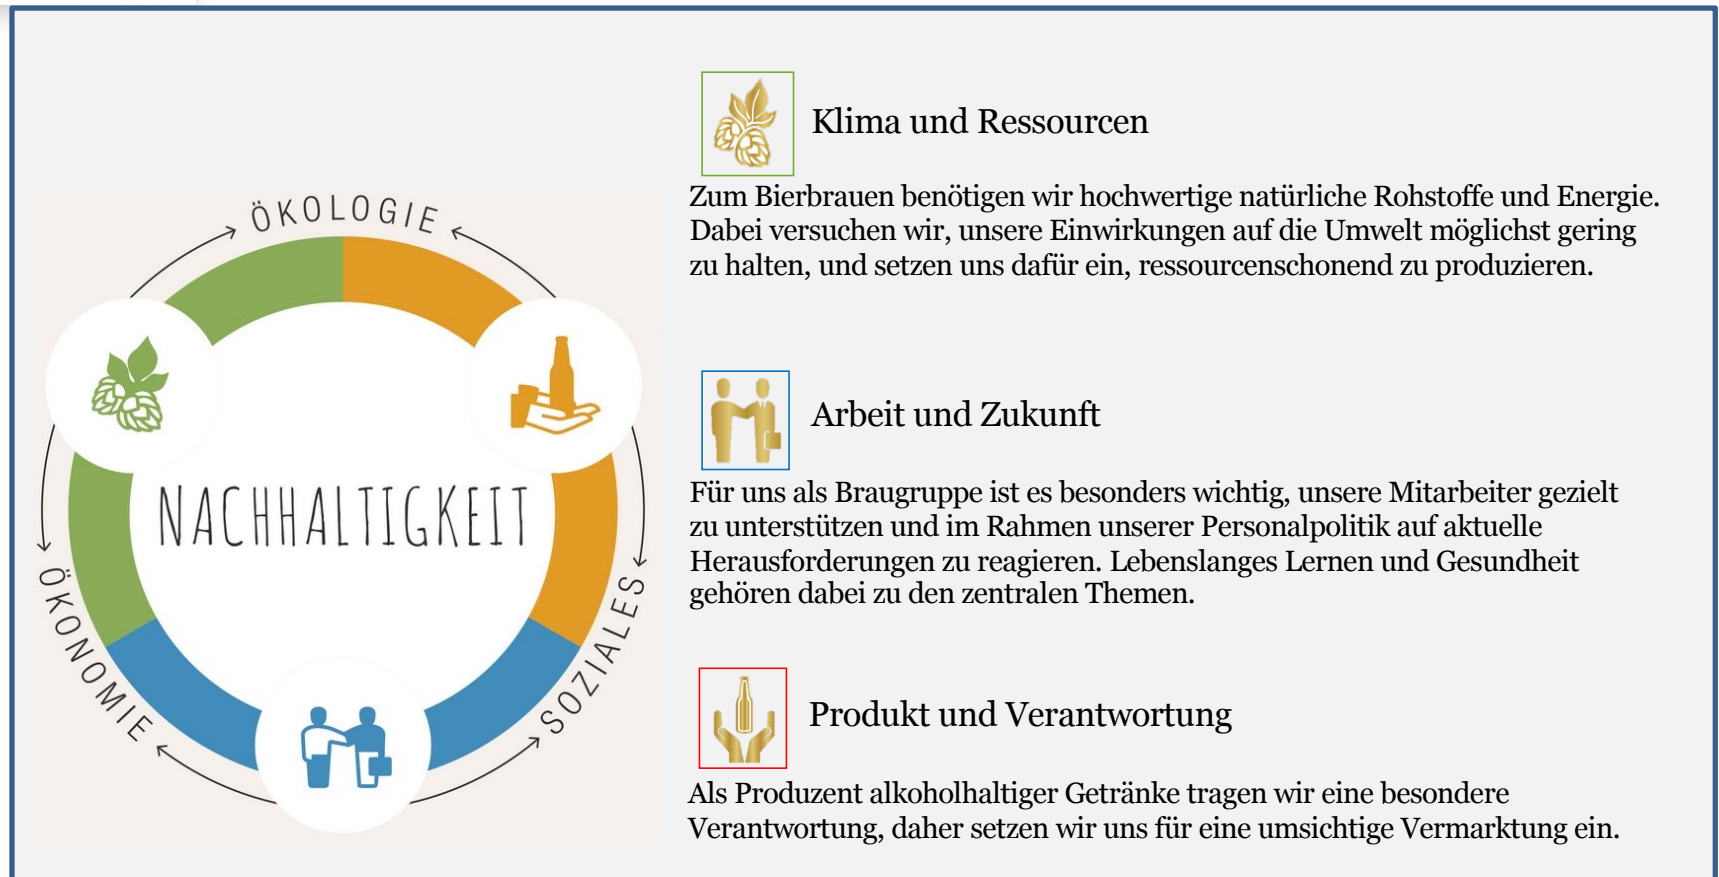 ÖKOLOGIE
NACHHALTIGKEIT
ÖKONOMIE
SOZIALES
Klima und Ressourcen
Zum Bierbrauen benötigen wir hochwertige natürliche Rohstoffe und Energie.
Dabei versuchen wir, unsere Einwirkungen auf die Umwelt möglichst gering
zu halten, und setzen uns dafür ein, ressourcenschonend zu produzieren.
Arbeit und Zukunft
Für uns als Braugruppe ist es besonders wichtig, unsere Mitarbeiter gezielt
zu unterstützen und im Rahmen unserer Personalpolitik auf aktuelle
Herausforderungen zu reagieren. Lebenslanges Lernen und Gesundheit
gehören dabei zu den zentralen Themen.
Produkt und Verantwortung
Als Produzent alkoholhaltiger Getränke tragen wir eine besondere
Verantwortung, daher setzen wir uns für eine umsichtige Vermarktung ein.